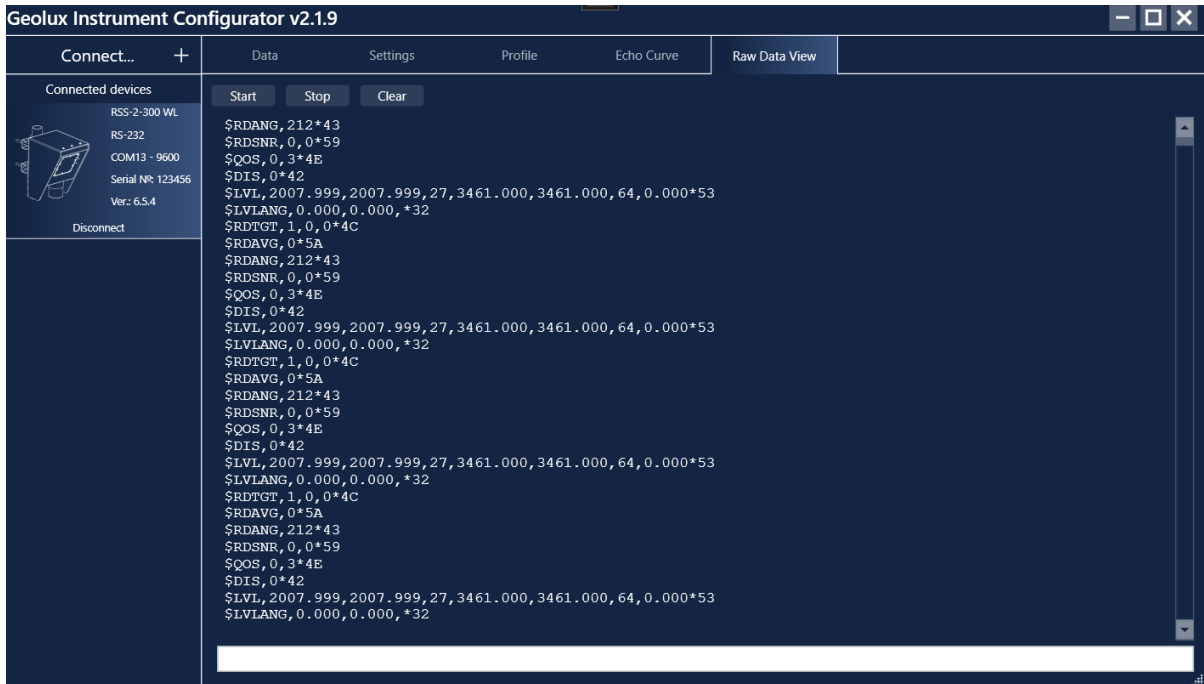 Geolux Instrument Configurator v2.1.9
Connect... +
Data Settings Profile Echo Curve Raw Data View
Connected devices
RSS-2-300 WL
RS-232
COM13 - 9600
Serial №: 123456
Ver.: 6.5.4
Disconnect
Start Stop Clear
$RDANG,212*43
$RDSNR,0,0*59
$QOS,0,3*4E
$DIS,0*42
$LVL,2007.999,2007.999,27,3461.000,3461.000,64,0.000*53
$LVLANG,0.000,0.000,*32
$RDTGT,1,0,0*4C
$RDAVG,0*5A
$RDANG,212*43
$RDSNR,0,0*59
$QOS,0,3*4E
$DIS,0*42
$LVL,2007.999,2007.999,27,3461.000,3461.000,64,0.000*53
$LVLANG,0.000,0.000,*32
$RDTGT,1,0,0*4C
$RDAVG,0*5A
$RDANG,212*43
$RDSNR,0,0*59
$QOS,0,3*4E
$DIS,0*42
$LVL,2007.999,2007.999,27,3461.000,3461.000,64,0.000*53
$LVLANG,0.000,0.000,*32
$RDTGT,1,0,0*4C
$RDAVG,0*5A
$RDANG,212*43
$RDSNR,0,0*59
$QOS,0,3*4E
$DIS,0*42
$LVL,2007.999,2007.999,27,3461.000,3461.000,64,0.000*53
$LVLANG,0.000,0.000,*32